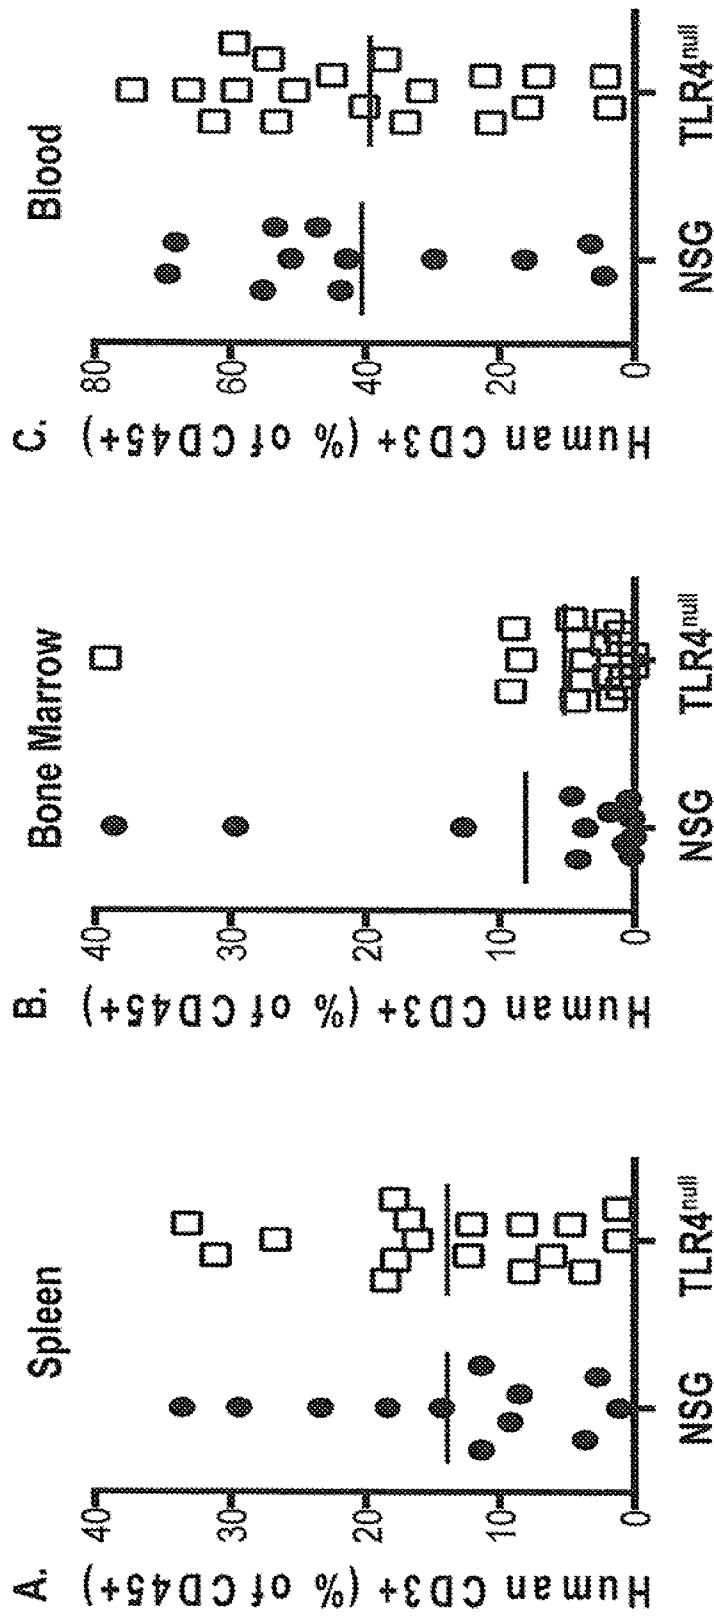 A.
Spleen
Human CD3+ (% of CD45+)
40
30
20
10
0
NSG
TLR4null
B.
Bone Marrow
Human CD3+ (% of CD45+)
40
30
20
10
0
NSG
TLR4null
C.
Blood
Human CD3+ (% of CD45+)
80
60
40
20
0
NSG
TLR4null